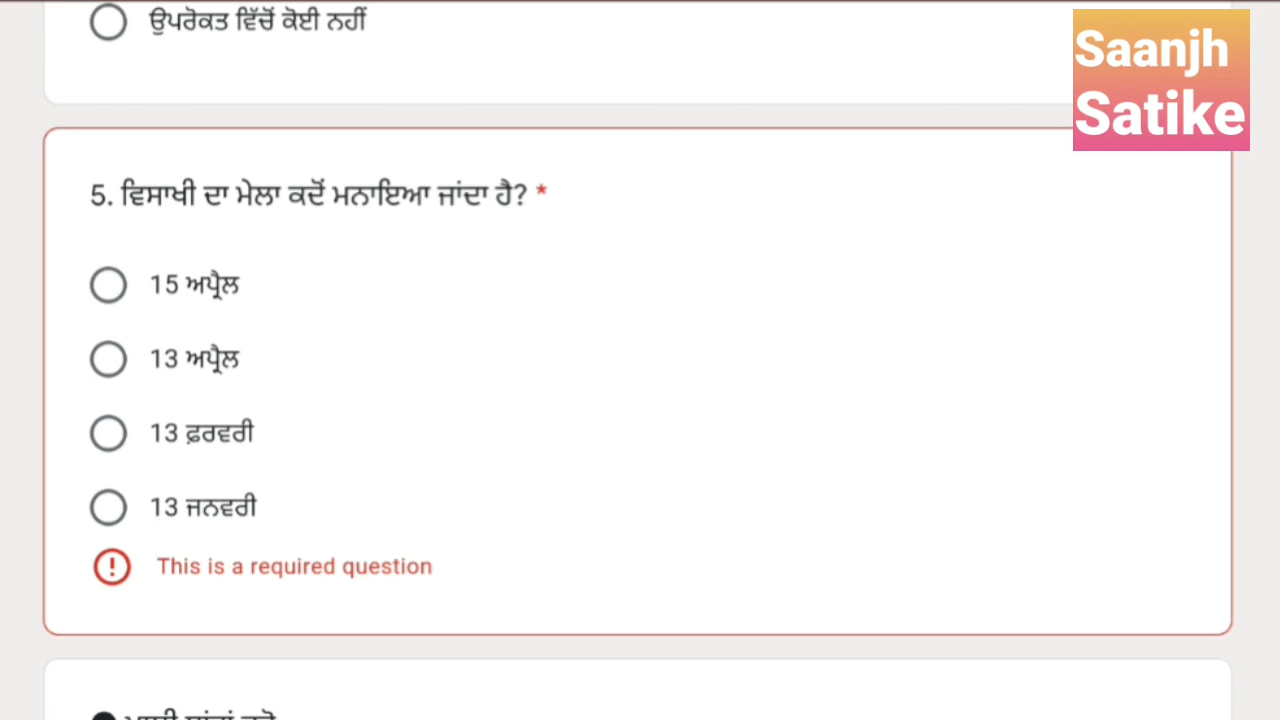 ਉਪਰੋਕਤ ਵਿੱਚੋਂ ਕੋਈ ਨਹੀਂ
Saanjh
Satike
5. ਵਿਸਾਖੀ ਦਾ ਮੇਲਾ ਕਦੋਂ ਮਨਾਇਆ ਜਾਂਦਾ ਹੈ? *
15 ਅਪ੍ਰੈਲ
13 ਅਪ੍ਰੈਲ
13 ਫ਼ਰਵਰੀ
13 ਜਨਵਰੀ
This is a required question